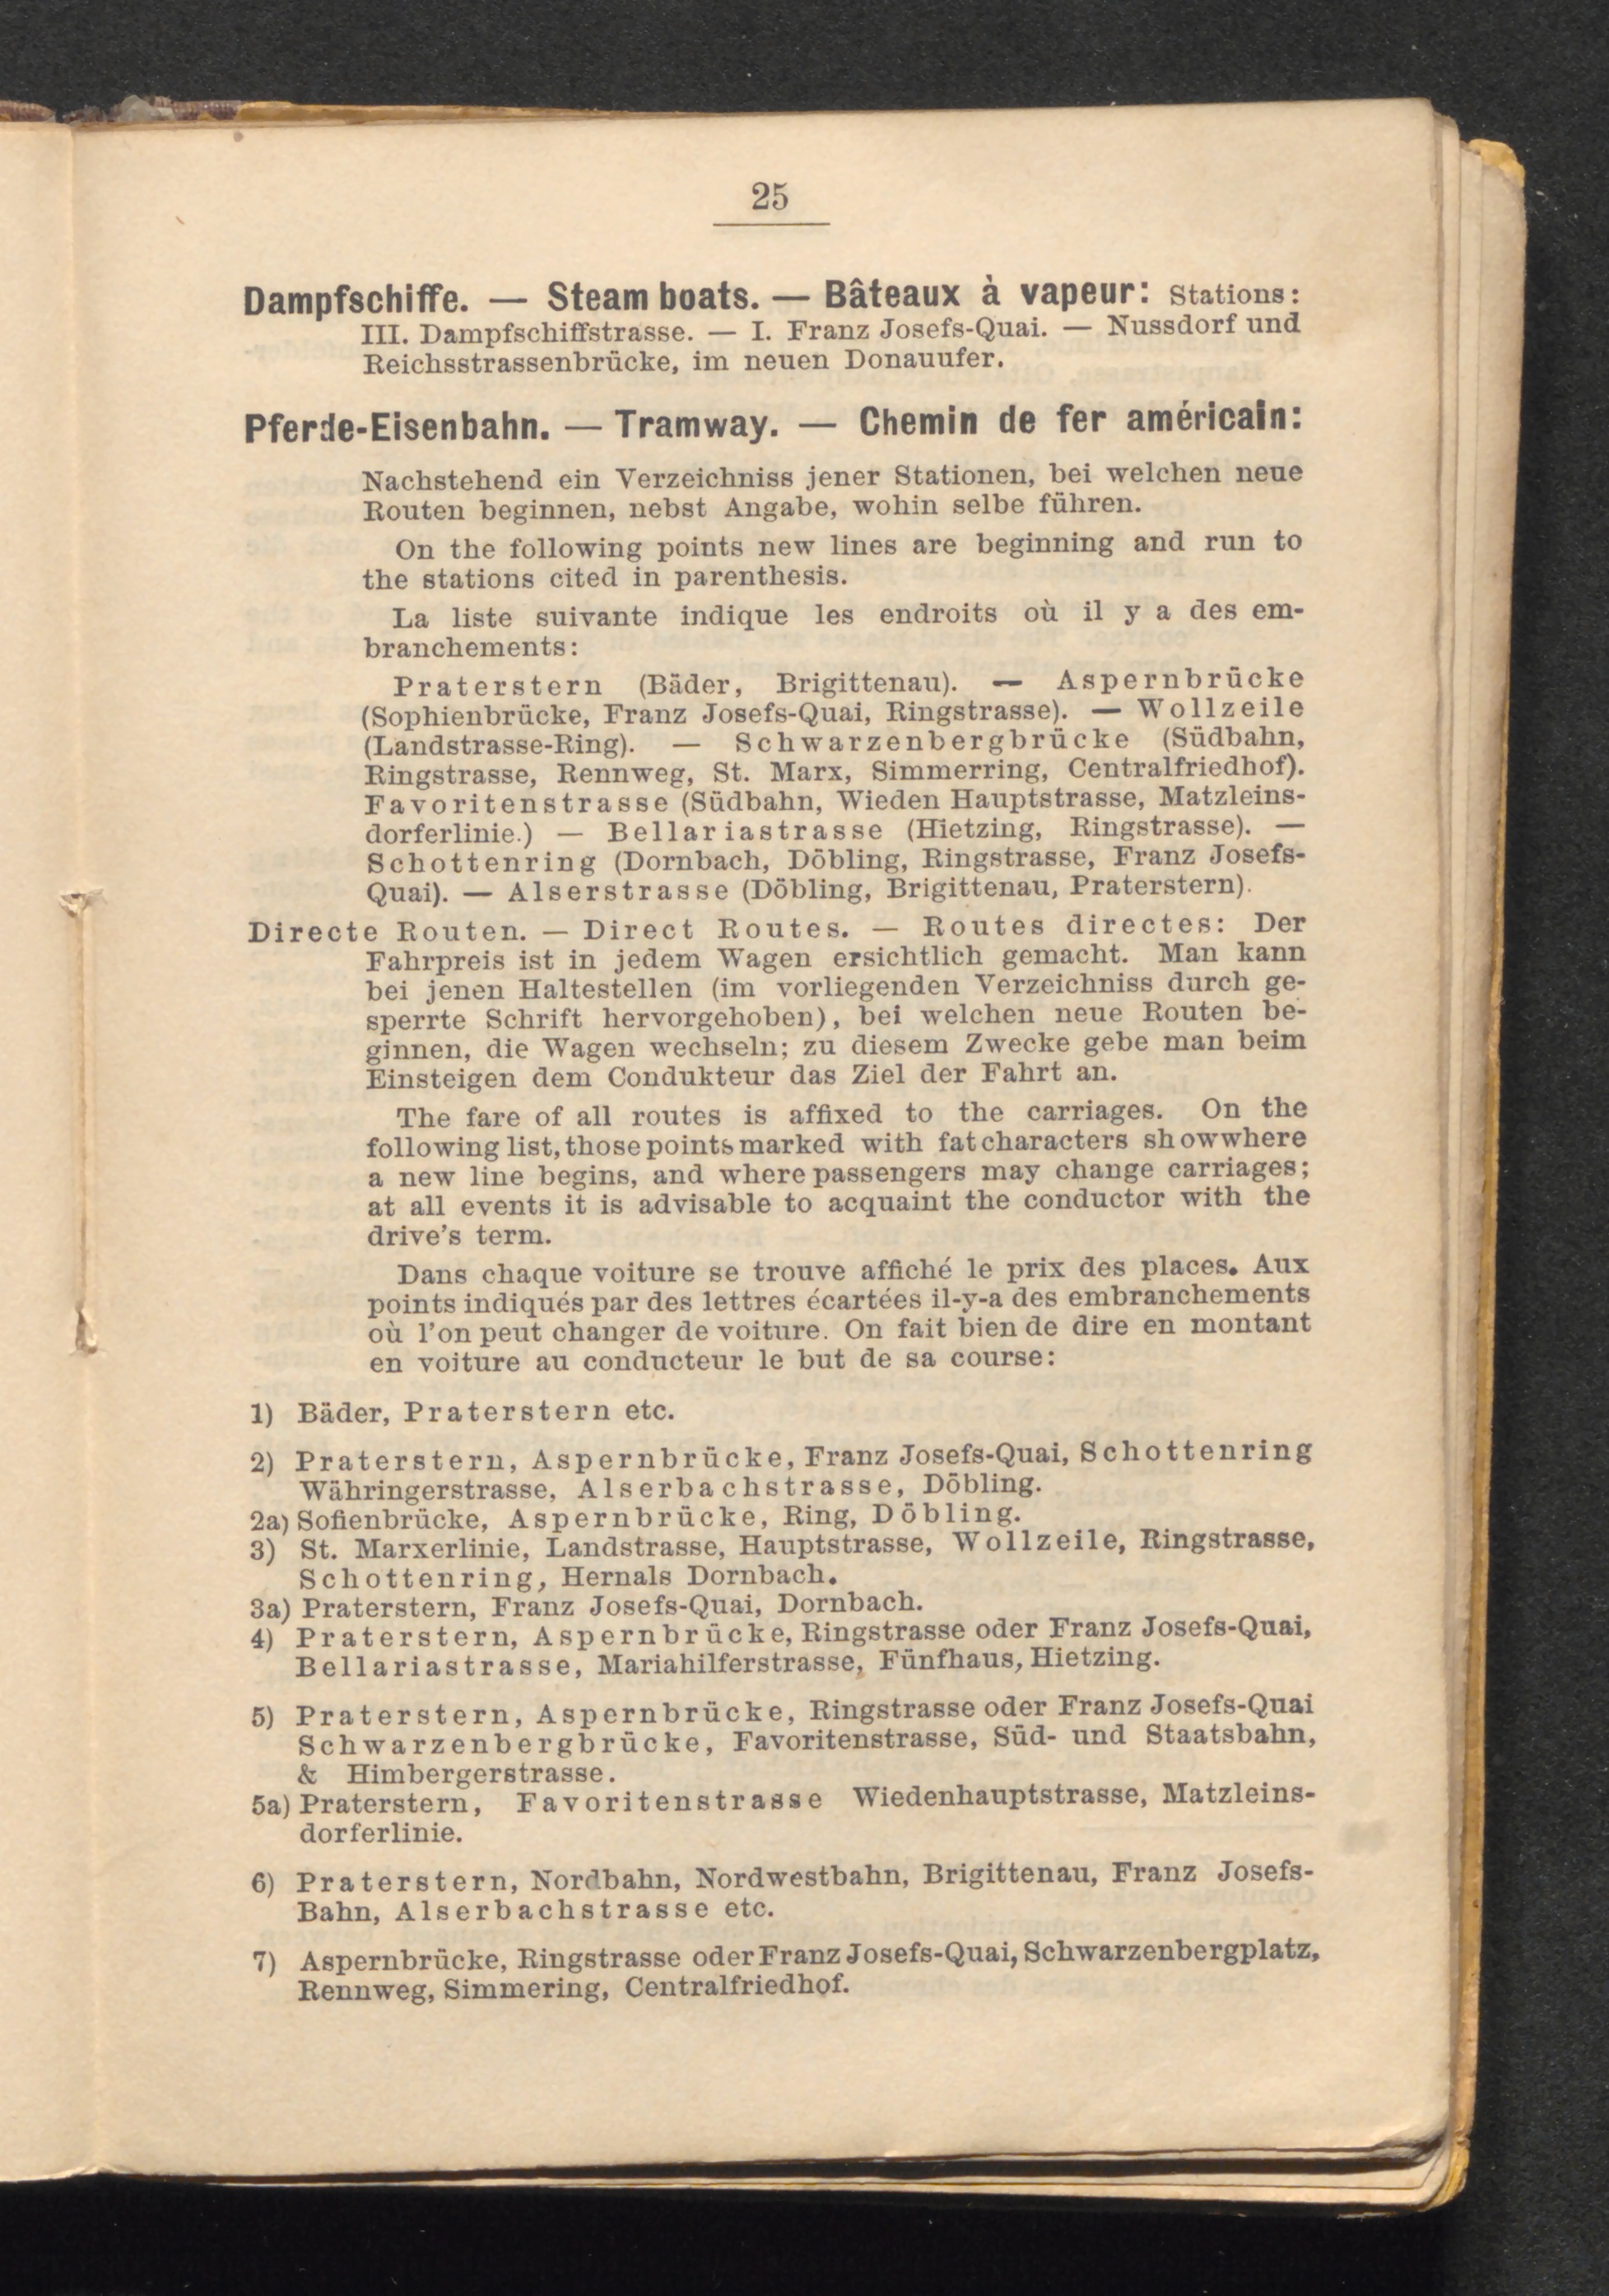 25
Dampfschiffe. — Steam boats. — Bâteaux à vapeur: Stations:
III. Dampfschiffstrasse. — I. Franz Josefs-Quai. — Nussdorf und
Reichsstrassenbrücke, im neuen Donauufer.
Pferde-Eisenbahn. — Tramway. — Chemin de fer américain:
Nachstehend ein Verzeichniss jener Stationen, bei welchen neue
Routen beginnen, nebst Angabe, wohin selbe führen.
On the following points new lines are beginning and run to
the stations cited in parenthesis.
La liste suivante indique les endroits où il y a des em-
branchements:
Praterstern (Bäder, Brigittenau). — Aspernbrücke
(Sophienbrücke, Franz Josefs-Quai, Ringstrasse). — Wollzeile
(Landstrasse-Ring). — Schwarzenbergbrücke (Südbahn,
Ringstrasse, Rennweg, St. Marx, Simmerring, Centralfriedhof).
Favoritenstrasse (Südbahn, Wieden Hauptstrasse, Matzleins-
dorferlinie.) — Bellariastrasse (Hietzing, Ringstrasse). —
Schottenring (Dornbach, Döbling, Ringstrasse, Franz Josefs-
Quai). — Alserstrasse (Döbling, Brigittenau, Praterstern).
Directe Routen. — Direct Routes. — Routes directes: Der
Fahrpreis ist in jedem Wagen ersichtlich gemacht. Man kann
bei jenen Haltestellen (im vorliegenden Verzeichniss durch ge-
sperrte Schrift hervorgehoben), bei welchen neue Routen be-
ginnen, die Wagen wechseln; zu diesem Zwecke gebe man beim
Einsteigen dem Condukteur das Ziel der Fahrt an.
The fare of all routes is affixed to the carriages. On the
following list, those points marked with fat characters show where
a new line begins, and where passengers may change carriages;
at all events it is advisable to acquaint the conductor with the
drive's term.
Dans chaque voiture se trouve affiché le prix des places. Aux
points indiqués par des lettres écartées il-y-a des embranchements
où l'on peut changer de voiture. On fait bien de dire en montant
en voiture au conducteur le but de sa course:
1) Bäder, Praterstern etc.
2) Praterstern, Aspernbrücke, Franz Josefs-Quai, Schottenring
Währingerstrasse, Alserbachstrasse, Döbling.
2a) Sofienbrücke, Aspernbrücke, Ring, Döbling.
3) St. Marxerlinie, Landstrasse, Hauptstrasse, Wollzeile, Ringstrasse,
Schottenring, Hernals Dornbach.
3a) Praterstern, Franz Josefs-Quai, Dornbach.
4) Praterstern, Aspernbrücke, Ringstrasse oder Franz Josefs-Quai,
Bellariastrasse, Mariahilferstrasse, Fünfhaus, Hietzing.
5) Praterstern, Aspernbrücke, Ringstrasse oder Franz Josefs-Quai
Schwarzenbergbrücke, Favoritenstrasse, Süd- und Staatsbahn,
& Himbergerstrasse.
5a) Praterstern, Favoritenstrasse Wiedenhauptstrasse, Matzleins-
dorferlinie.
6) Praterstern, Nordbahn, Nordwestbahn, Brigittenau, Franz Josefs-
Bahn, Alserbachstrasse etc.
7) Aspernbrücke, Ringstrasse oder Franz Josefs-Quai, Schwarzenbergplatz,
Rennweg, Simmering, Centralfriedhof.